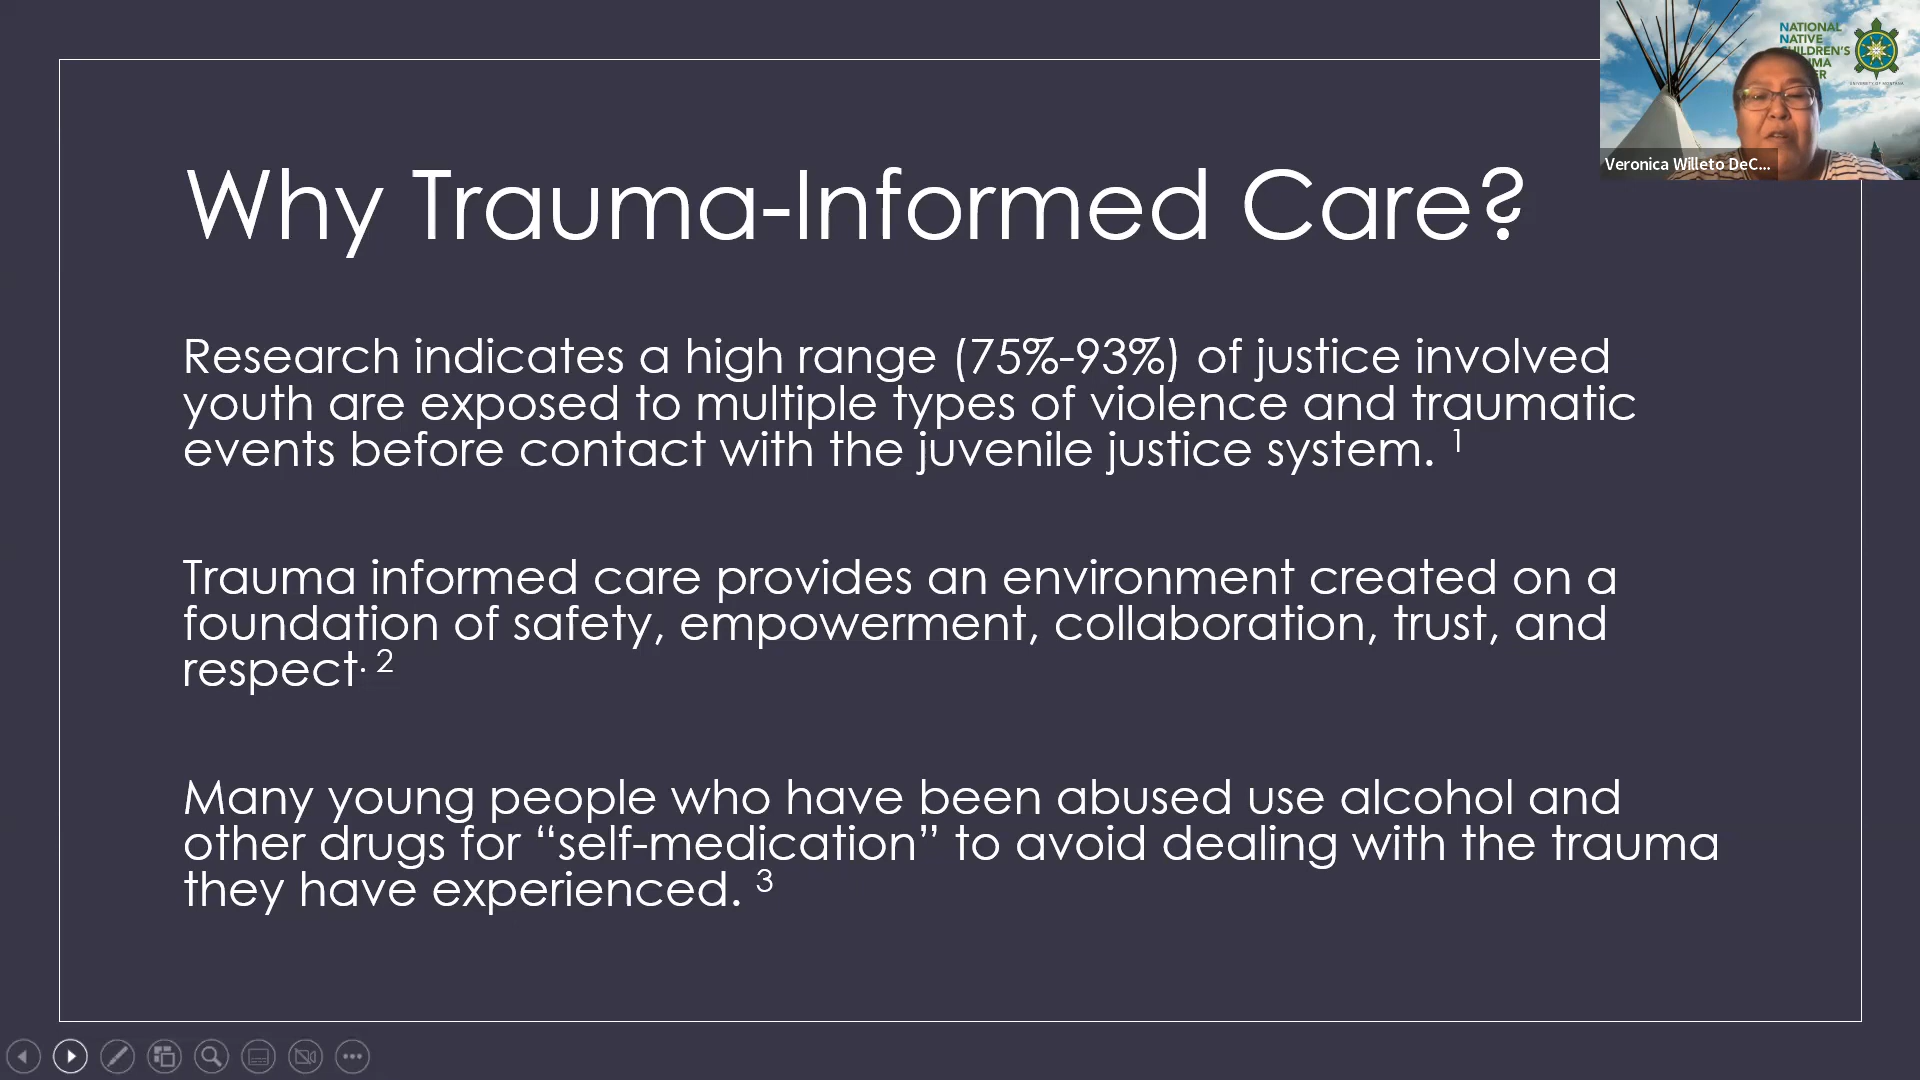 Why Trauma-Informed Care?
Research indicates a high range (75%-93%) of justice involved
youth are exposed to multiple types of violence and traumatic
events before contact with the juvenile justice system. 1
Trauma informed care provides an environment created on a
foundation of safety, empowerment, collaboration, trust, and
respect. 2
Many young people who have been abused use alcohol and
other drugs for “self-medication” to avoid dealing with the trauma
they have experienced. 3
NATIONAL
NATIVE
Veronica Willeto DeC...